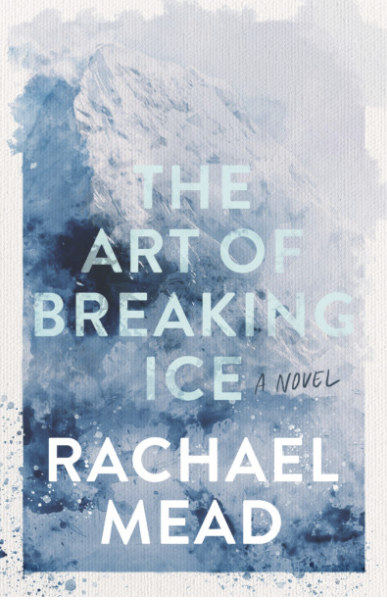 THE
ART OF
BREAKING
ICE A NOVEL
RACHAEL
MEAD